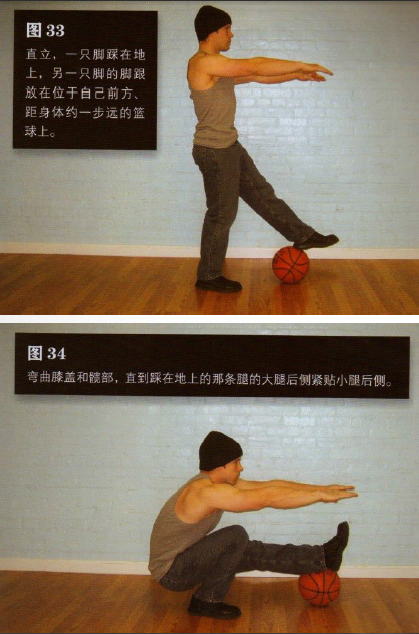 图 33
直立，一只脚踩在地
上，另一只脚的脚跟
放在位于自己前方、
距身体约一步远的篮
球上。
图 34
弯曲膝盖和髋部，直到踩在地上的那条腿的大腿后侧紧贴小腿后侧。